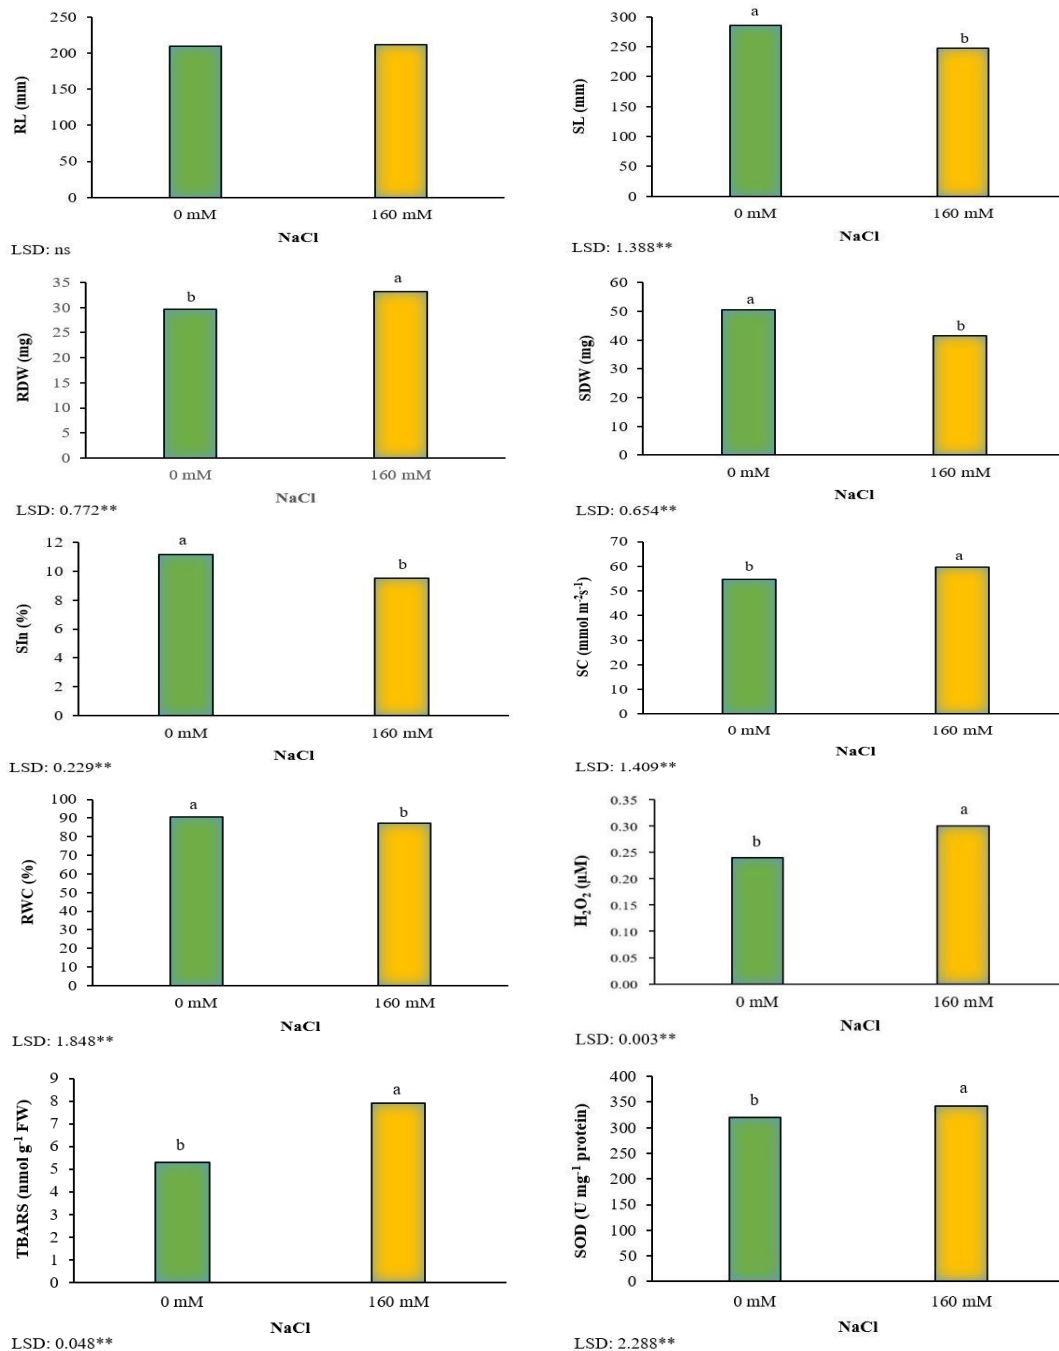 RL (mm)
250
200
150
100
50
0
0 mM 160 mM
NaCl
LSD: ns
SL (mm)
300
250
200
150
100
50
0
a
b
0 mM 160 mM
NaCl
LSD: 1.388**
RDW (mg)
35
30
25
20
15
10
5
0
b
a
0 mM 160 mM
NaCl
LSD: 0.772**
SDW (mg)
60
50
40
30
20
10
0
a
b
0 mM 160 mM
NaCl
LSD: 0.654**
SIn (%)
12
10
8
6
4
2
0
a
b
0 mM 160 mM
NaCl
LSD: 0.229**
SC (mmol m⁻²s⁻¹)
70
60
50
40
30
20
10
0
b
a
0 mM 160 mM
NaCl
LSD: 1.409**
RWC (%)
100
90
80
70
60
50
40
30
20
10
0
a
b
0 mM 160 mM
NaCl
LSD: 1.848**
H₂O₂ (µM)
0.35
0.30
0.25
0.20
0.15
0.10
0.05
0.00
b
a
0 mM 160 mM
NaCl
LSD: 0.003**
TBARS (nmol g⁻¹ FW)
9
8
7
6
5
4
3
2
1
0
b
a
0 mM 160 mM
NaCl
LSD: 0.048**
SOD (U mg⁻¹ protein)
400
350
300
250
200
150
100
50
0
b
a
0 mM 160 mM
NaCl
LSD: 2.288**